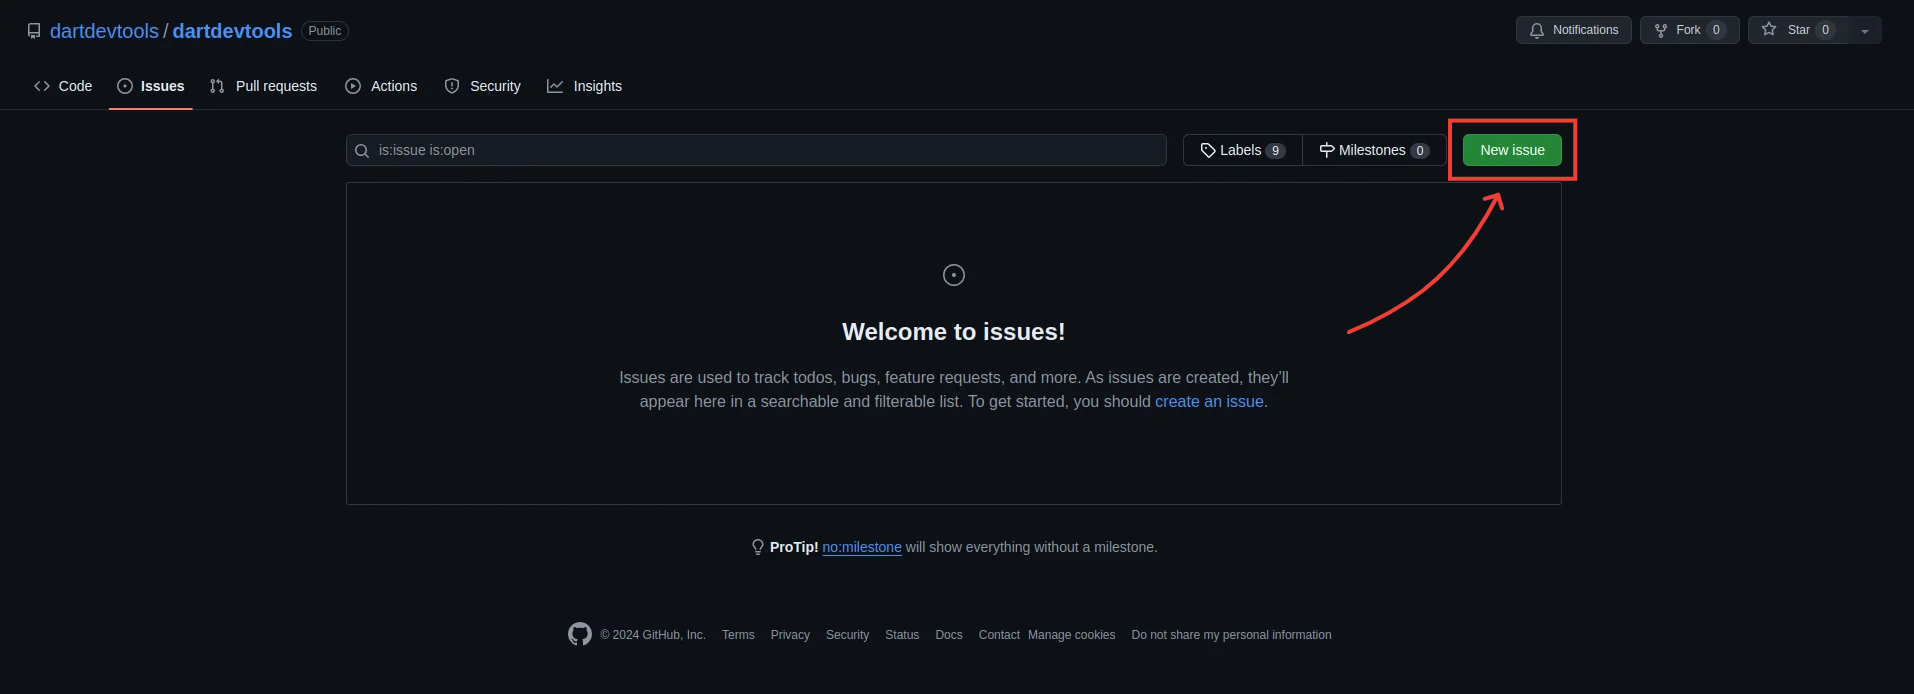 dartdevtools / dartdevtools Public
Notifications Fork 0 Star 0
Code Issues Pull requests Actions Security Insights
is:issue is:open Labels 9 Milestones 0 New issue
Welcome to issues!
Issues are used to track todos, bugs, feature requests, and more. As issues are created, they’ll
appear here in a searchable and filterable list. To get started, you should create an issue.
ProTip! no:milestone will show everything without a milestone.
© 2024 GitHub, Inc. Terms Privacy Security Status Docs Contact Manage cookies Do not share my personal information